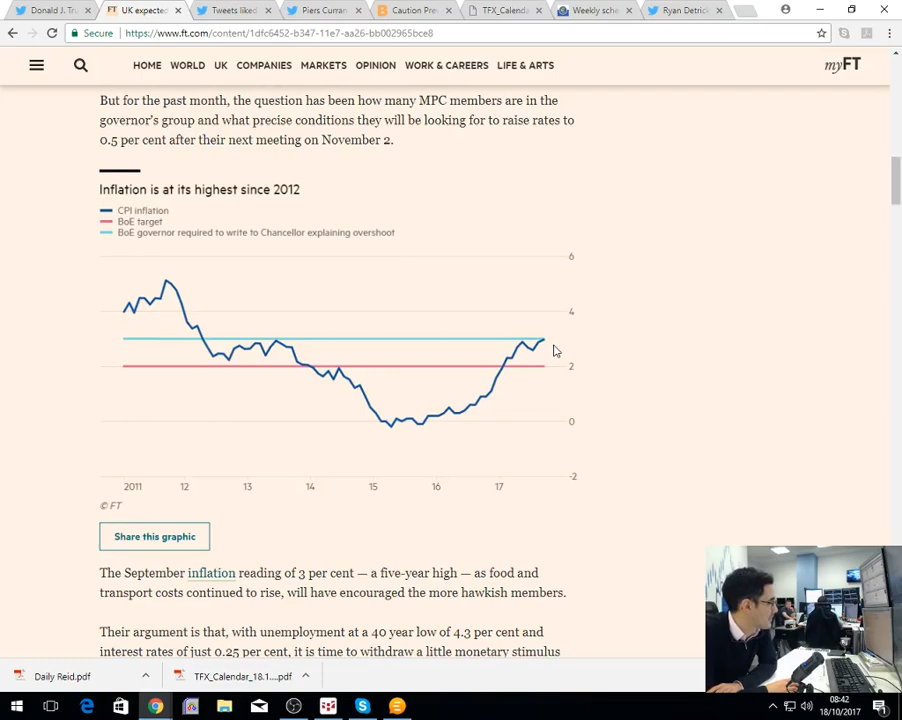 Donald J. Tru
FT UK expected
Tweets liked
Piers Curran
Caution Pre
TFX_Calenda
Weekly sche
Ryan Detrick
Secure
https://www.ft.com/content/1dfc6452-b347-11e7-aa26-bb002965bce8
HOME WORLD UK COMPANIES MARKETS OPINION WORK & CAREERS LIFE & ARTS
myFT
But for the past month, the question has been how many MPC members are in the
governor's group and what precise conditions they will be looking for to raise rates to
0.5 per cent after their next meeting on November 2.
Inflation is at its highest since 2012
CPI inflation
BoE target
BoE governor required to write to Chancellor explaining overshoot
6
4
2
0
-2
2011 12 13 14 15 16 17
© FT
Share this graphic
The September inflation reading of 3 per cent — a five-year high — as food and
transport costs continued to rise, will have encouraged the more hawkish members.
Their argument is that, with unemployment at a 40 year low of 4.3 per cent and
interest rates of just 0.25 per cent, it is time to withdraw a little monetary stimulus
Daily Reid.pdf
TFX_Calendar_18.1....pdf
08:42
18/10/2017